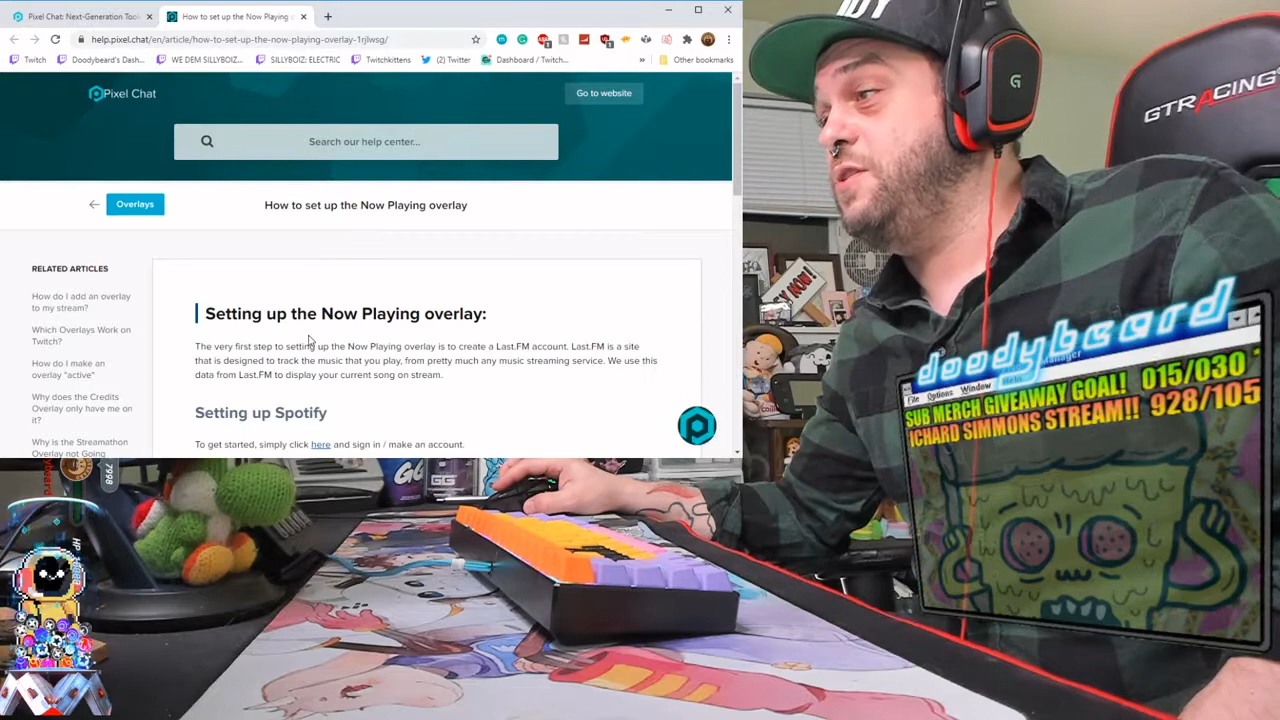 Pixel Chat: Next-Generation Tool
How to set up the Now Playing o
help.pixel.chat/en/article/how-to-set-up-the-now-playing-overlay-1rjlwsg/
Twitch
Doodybeard's Dash...
WE DEM SILLYBOIZ...
SILLYBOIZ: ELECTRIC
Twitchkittens
(2) Twitter
Dashboard / Twitch...
»
Other bookmarks
Pixel Chat
Go to website
Search our help center...
Overlays
How to set up the Now Playing overlay
RELATED ARTICLES
How do I add an overlay
to my stream?
Which Overlays Work on
Twitch?
How do i make an
overlay "active"
Why does the Credits
Overlay only have me on
it?
Why is the Streamathon
Overlay not Going
Setting up the Now Playing overlay:
The very first step to setting up the Now Playing overlay is to create a Last.FM account. Last.FM is a site
that is designed to track the music that you play, from pretty much any music streaming service. We use this
data from Last.FM to display your current song on stream.
Setting up Spotify
To get started, simply click here and sign in / make an account.
GTRACING
doodybeard
File Options Window
Help
SUB MERCH GIVEAWAY GOAL! 015/030
ICHARD SIMMONS STREAM!! 928/105
7998
HP
GG